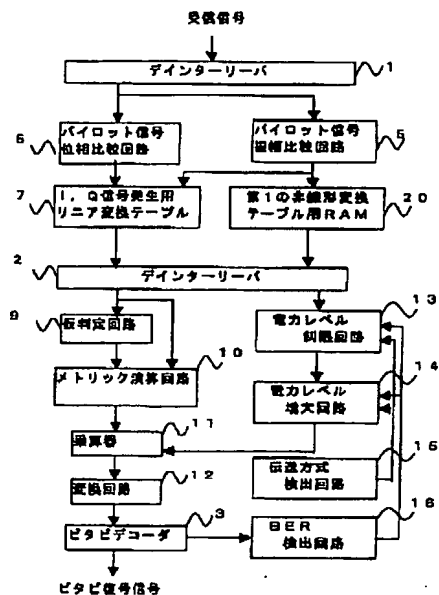 受信信号
デインターリーバ
1
パイロット信号
位相比較回路
6
パイロット信号
振幅比較回路
5
I,Q信号発生用
リニア変換テーブル
7
第1の非線形変換
テーブル用RAM
20
デインターリーバ
2
仮判定回路
9
電力レベル
制限回路
13
メトリック演算回路
10
電力レベル
増大回路
14
乗算器
11
伝送方式
検出回路
15
変換回路
12
ビタビデコーダ
3
BER
検出回路
16
ビタビ復号信号